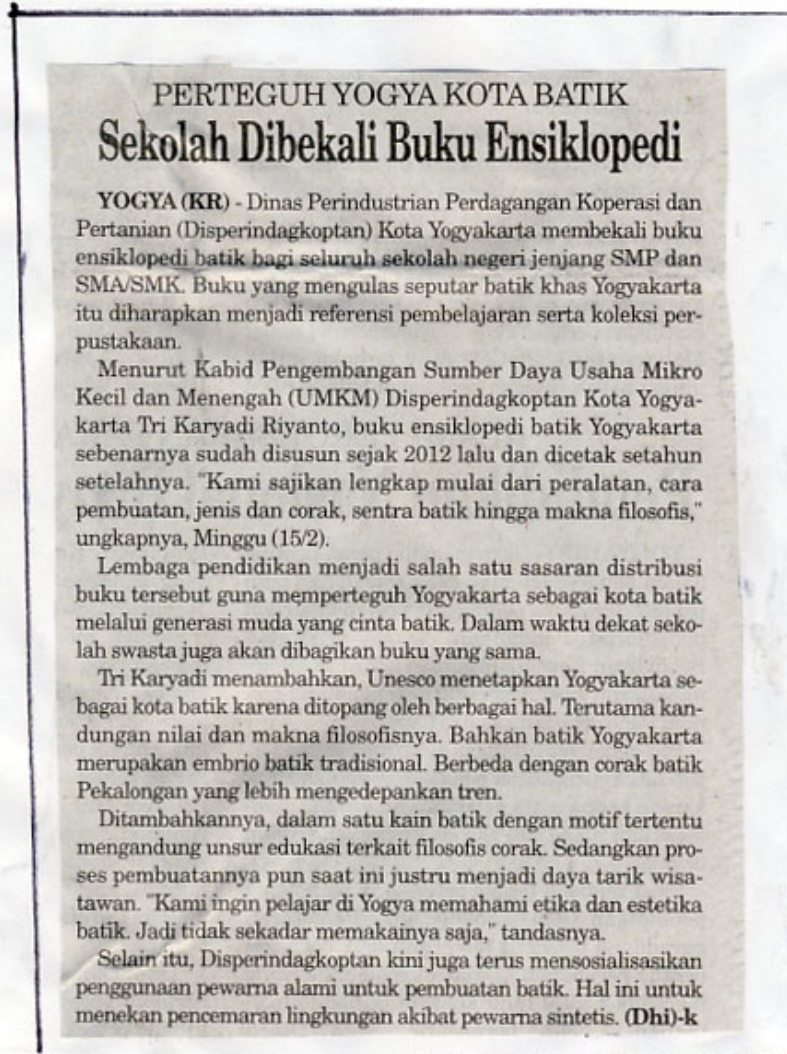 PERTEGUH YOGYA KOTA BATIK
Sekolah Dibekali Buku Ensiklopedi
YOGYA (KR) - Dinas Perindustrian Perdagangan Koperasi dan
Pertanian (Disperindagkoptan) Kota Yogyakarta membekali buku
ensiklopedi batik bagi seluruh sekolah negeri jenjang SMP dan
SMA/SMK. Buku yang mengulas seputar batik khas Yogyakarta
itu diharapkan menjadi referensi pembelajaran serta koleksi per-
pustakaan.
Menurut Kabid Pengembangan Sumber Daya Usaha Mikro
Kecil dan Menengah (UMKM) Disperindagkoptan Kota Yogya-
karta Tri Karyadi Riyanto, buku ensiklopedi batik Yogyakarta
sebenarnya sudah disusun sejak 2012 lalu dan dicetak setahun
setelahnya. "Kami sajikan lengkap mulai dari peralatan, cara
pembuatan, jenis dan corak, sentra batik hingga makna filosofis,"
ungkapnya, Minggu (15/2).
Lembaga pendidikan menjadi salah satu sasaran distribusi
buku tersebut guna memperteguh Yogyakarta sebagai kota batik
melalui generasi muda yang cinta batik. Dalam waktu dekat seko-
lah swasta juga akan dibagikan buku yang sama.
Tri Karyadi menambahkan, Unesco menetapkan Yogyakarta se-
bagai kota batik karena ditopang oleh berbagai hal. Terutama kan-
dungan nilai dan makna filosofisnya. Bahkan batik Yogyakarta
merupakan embrio batik tradisional. Berbeda dengan corak batik
Pekalongan yang lebih mengedepankan tren.
Ditambahkannya, dalam satu kain batik dengan motif tertentu
mengandung unsur edukasi terkait filosofis corak. Sedangkan pro-
ses pembuatannya pun saat ini justru menjadi daya tarik wisa-
tawan. "Kami ingin pelajar di Yogya memahami etika dan estetika
batik. Jadi tidak sekadar memakainya saja," tandasnya.
Selain itu, Disperindagkoptan kini juga terus mensosialisasikan
penggunaan pewarna alami untuk pembuatan batik. Hal ini untuk
menekan pencemaran lingkungan akibat pewarna sintetis. (Dhi)-k